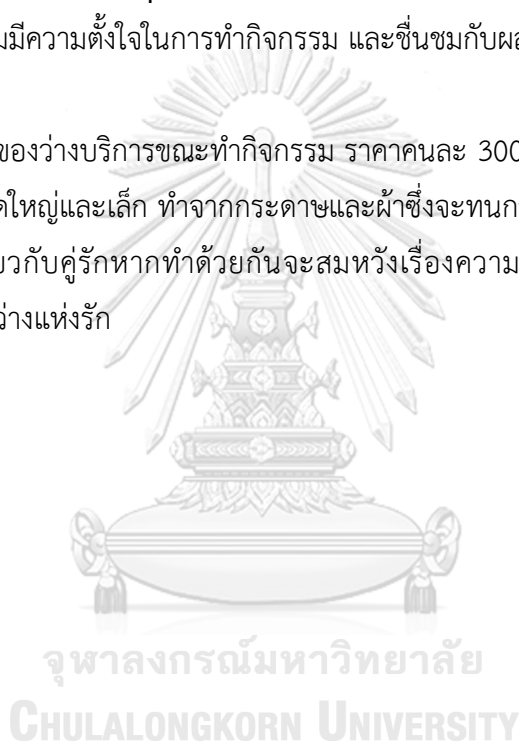 มมีความตั้งใจในการทำกิจกรรม และชื่นชมกับผล
ของว่างบริการขณะทำกิจกรรม ราคาคนละ 300
ดใหญ่และเล็ก ทำจากกระดาษและผ้าซึ่งจะทนก
ยวกับคู่รักหากทำด้วยกันจะสมหวังเรื่องความ
ว่างแห่งรัก
จุฬาลงกรณ์มหาวิทยาลัย
CHULALONGKORN UNIVERSITY